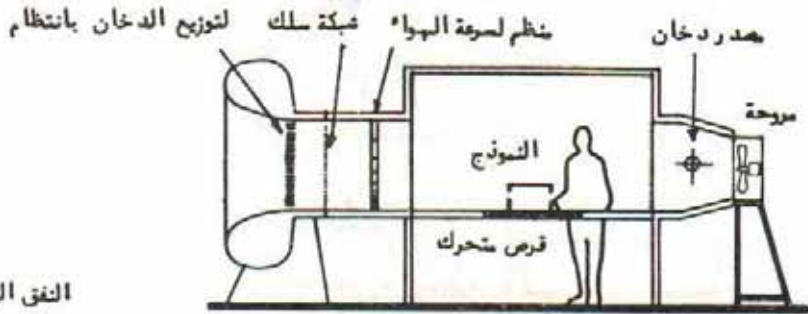 لتوزيع الدخان بانتظام
شبكة سلك
منظم لسرعة الهواء
مصدر دخان
مروحة
النموذج
قرص متحرك
النفق